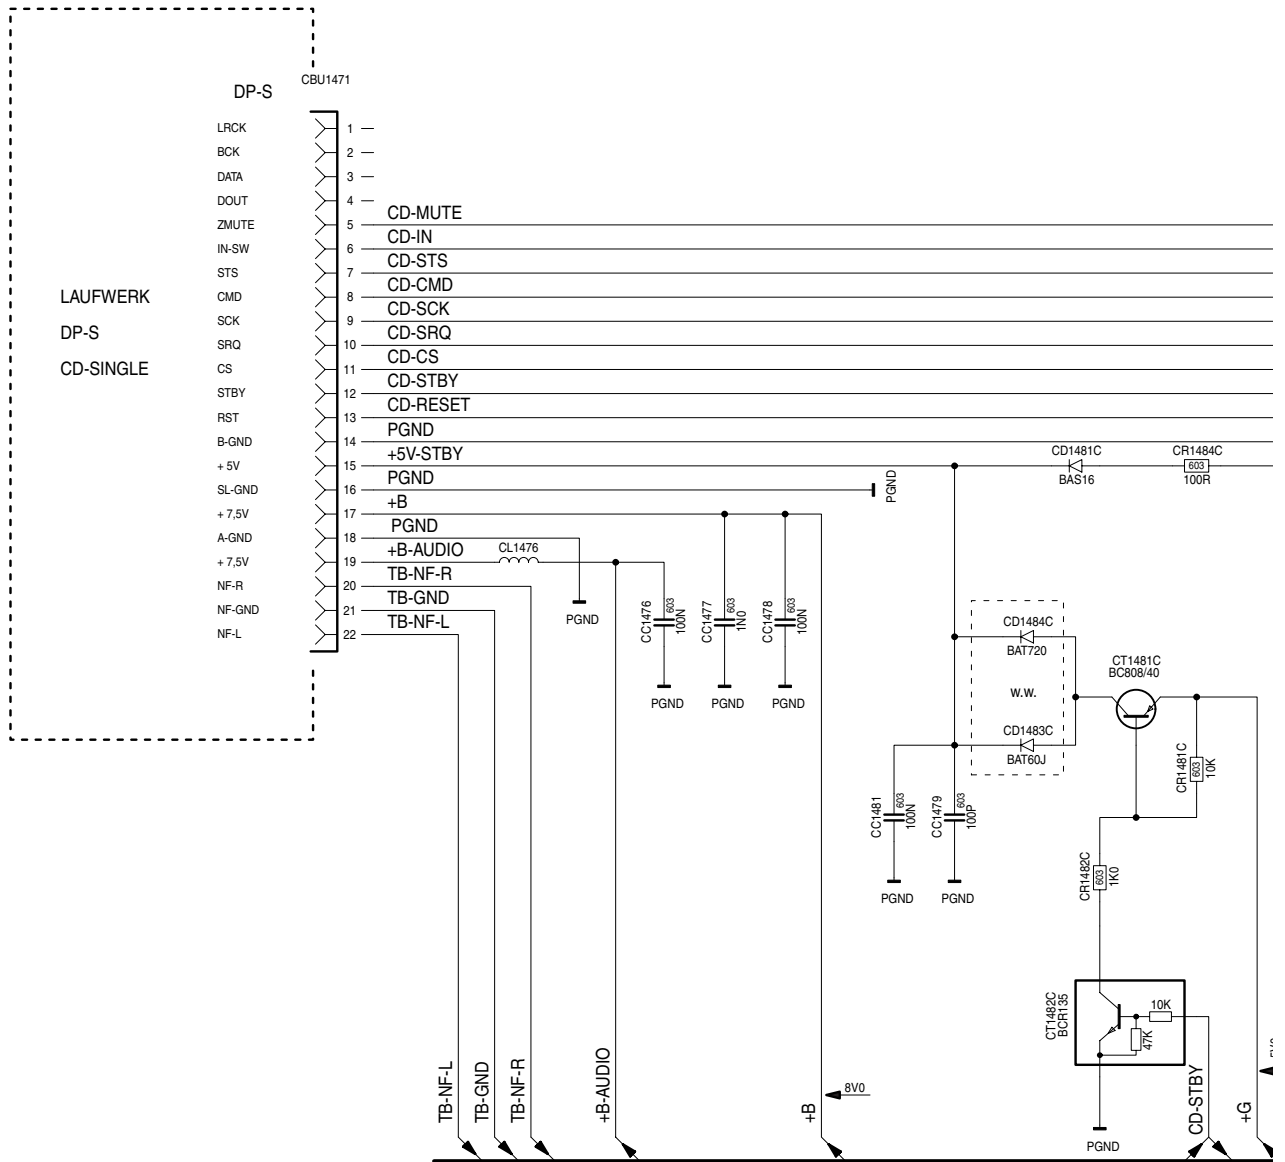 CBU1471
DP-S
LRCK 1
BCK 2
DATA 3
DOUT 4
CD-MUTE
ZMUTE 5
CD-IN
IN-SW 6
CD-STS
STS 7
CD-CMD
LAUFWERK CMD 8
CD-SCK
SCK 9
CD-SRQ
DP-S
SRQ 10
CD-CS
CD-SINGLE CS 11
CD-STBY
STBY 12
CD-RESET
RST 13
PGND
B-GND 14
+5V-STBY CD1481C CR1484C
+ 5V 15 603
PGND BAS16 100R
SL-GND 16 PGND
+B
+ 7,5V 17
PGND
A-GND 18
+B-AUDIO CL1476
+ 7,5V 19
TB-NF-R
NF-R 20
TB-GND
NF-GND 21
TB-NF-L
NF-L 22
PGND
CC1476 603 100N
CC1477 603 1N0
CC1478 603 100N
PGND PGND PGND
CD1484C
BAT720
W.W.
CD1483C
BAT60J
CT1481C
BC808/40
CR1481C 603 10K
CC1481 603 100N
CC1479 603 100P
PGND PGND
CR1482C 603 1K0
CT1482C
BCR135
10K
47K
PGND
TB-NF-L
TB-GND
TB-NF-R
+B-AUDIO
+B
8V0
CD-STBY
+G